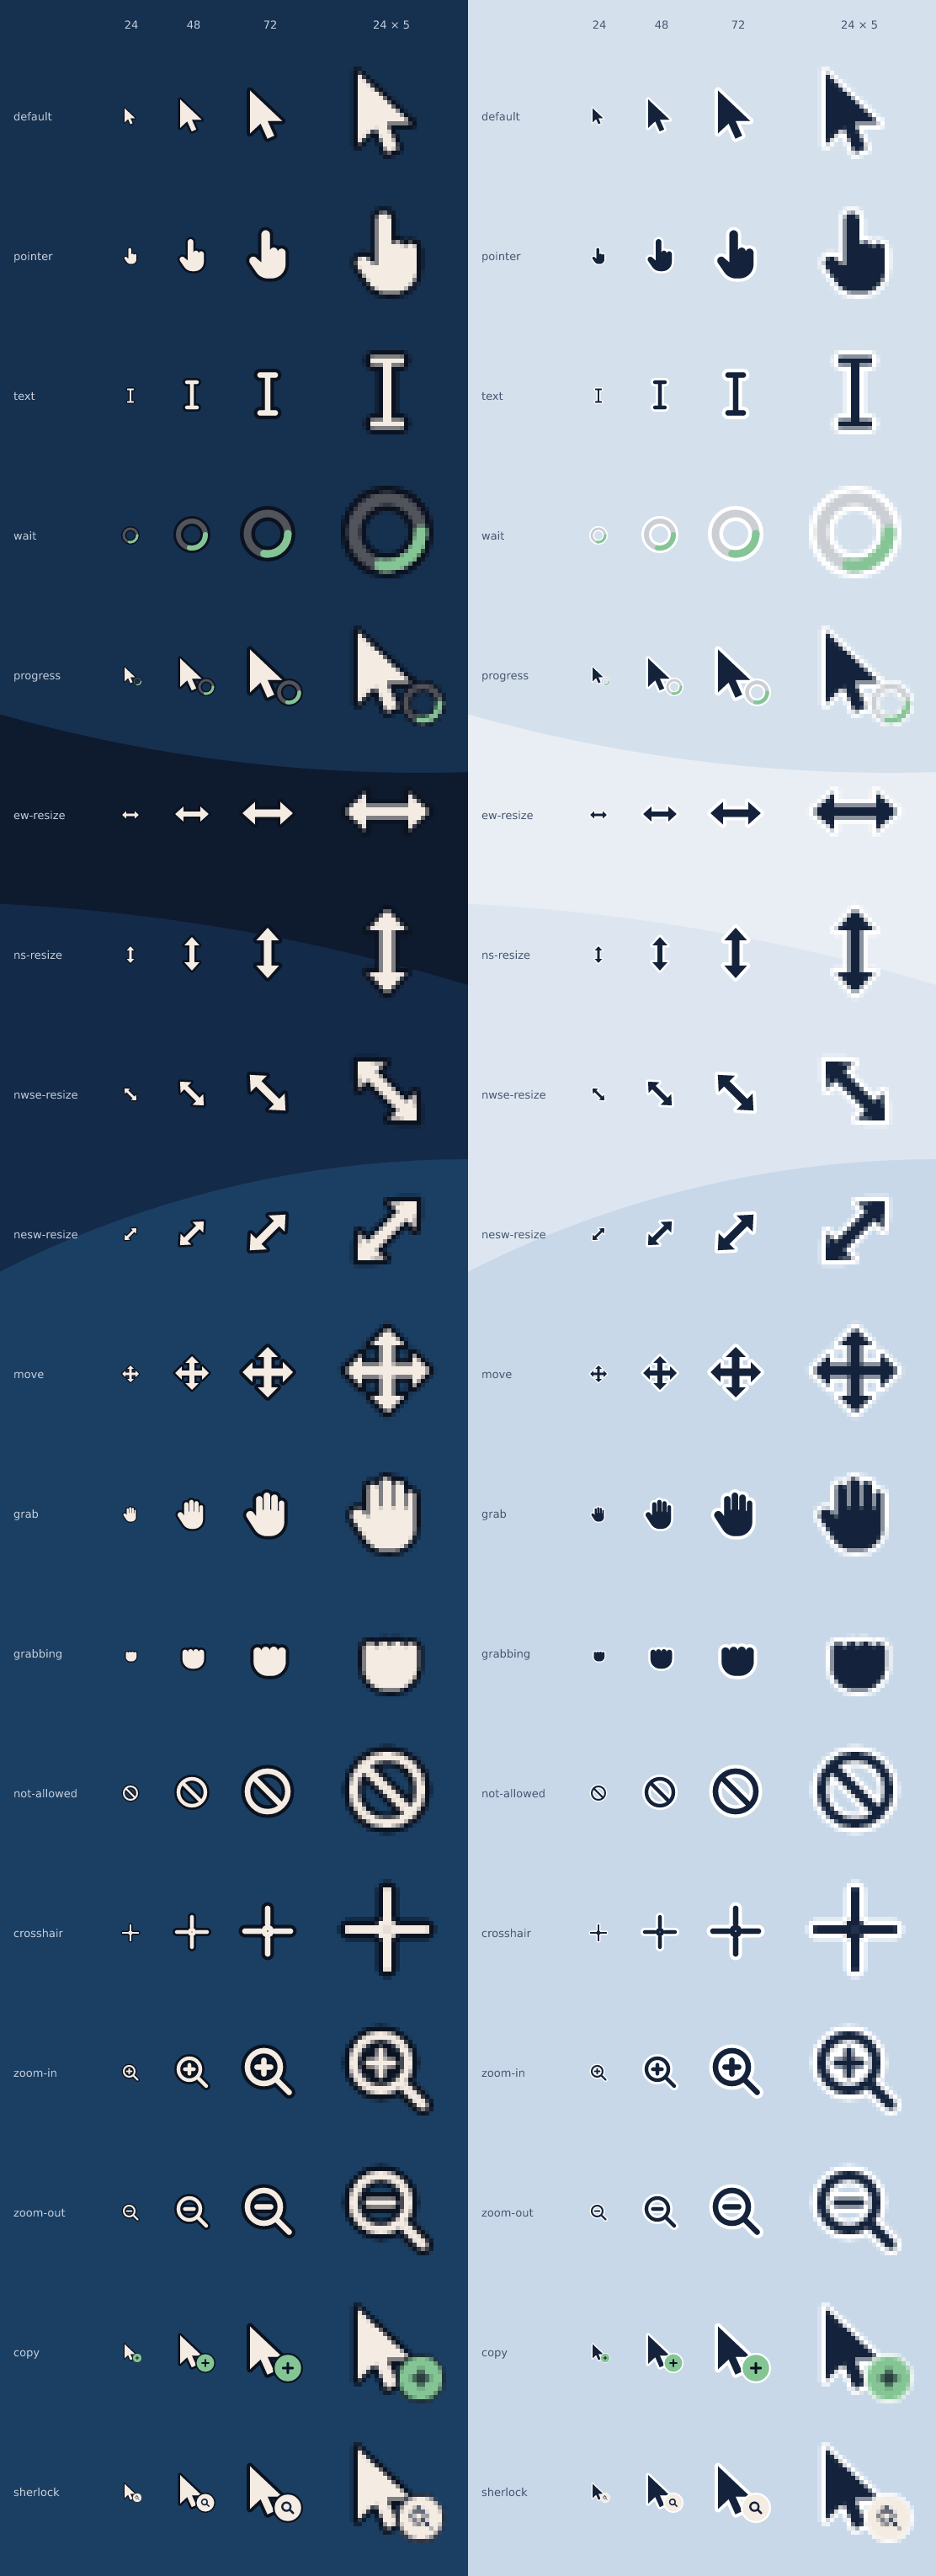 24 48 72 24 × 5 24 48 72 24 × 5
default default
pointer pointer
text text
wait wait
progress progress
ew-resize ew-resize
ns-resize ns-resize
nwse-resize nwse-resize
nesw-resize nesw-resize
move move
grab grab
grabbing grabbing
not-allowed not-allowed
crosshair crosshair
zoom-in zoom-in
zoom-out zoom-out
copy copy
sherlock sherlock